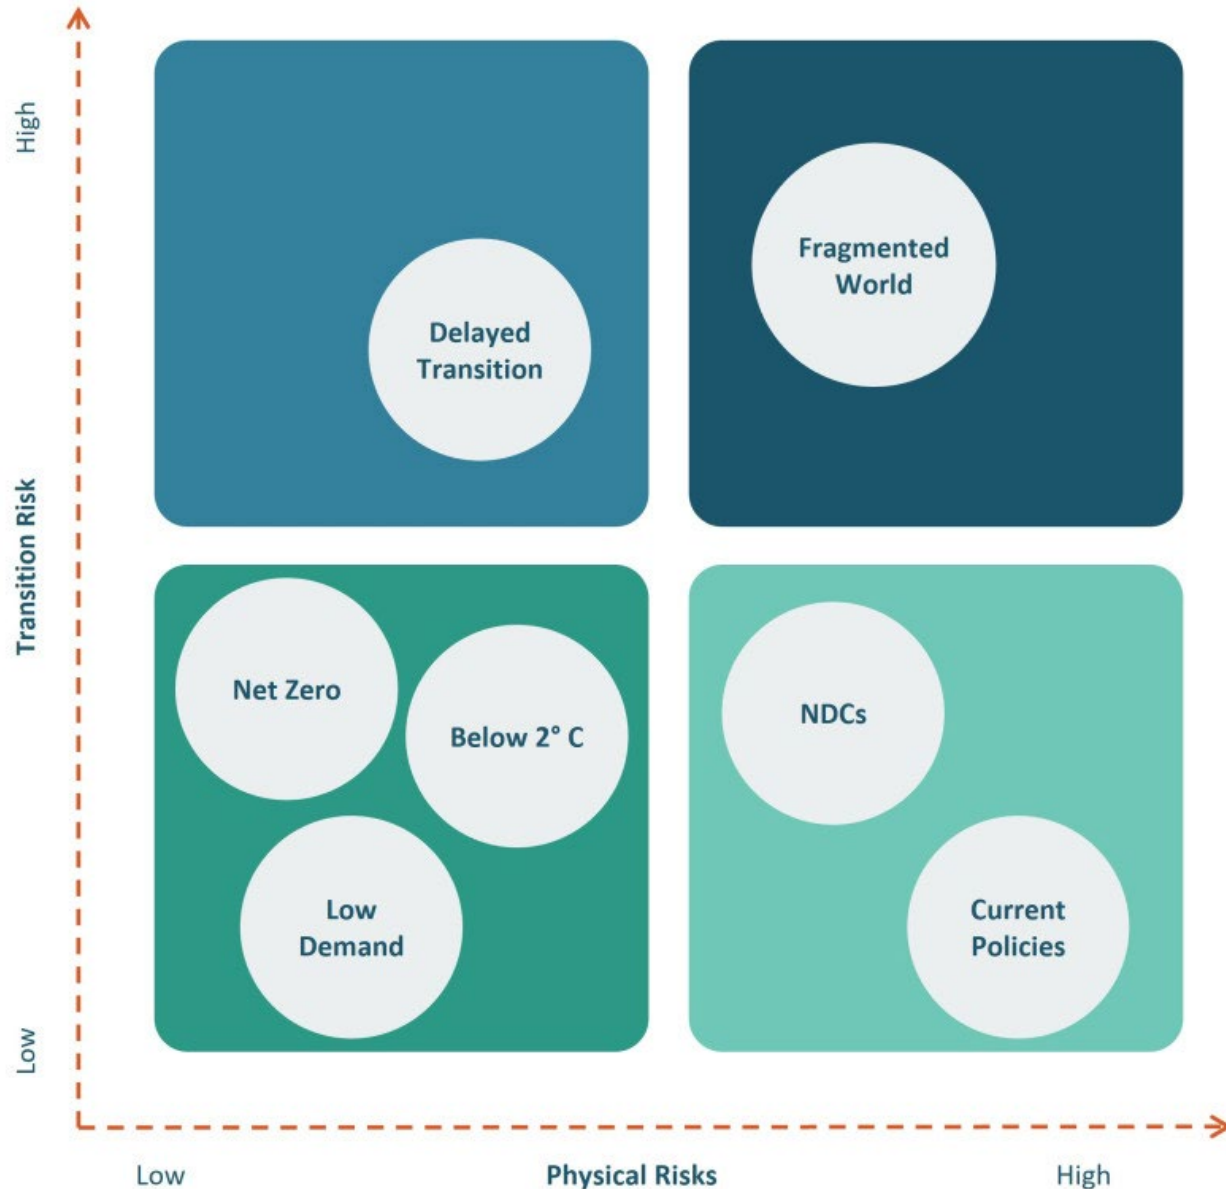 High
Fragmented
World
Delayed
Transition
Transition Risk
Net Zero
Below 2° C
NDCs
Low
Demand
Current
Policies
Low
Low
Physical Risks
High